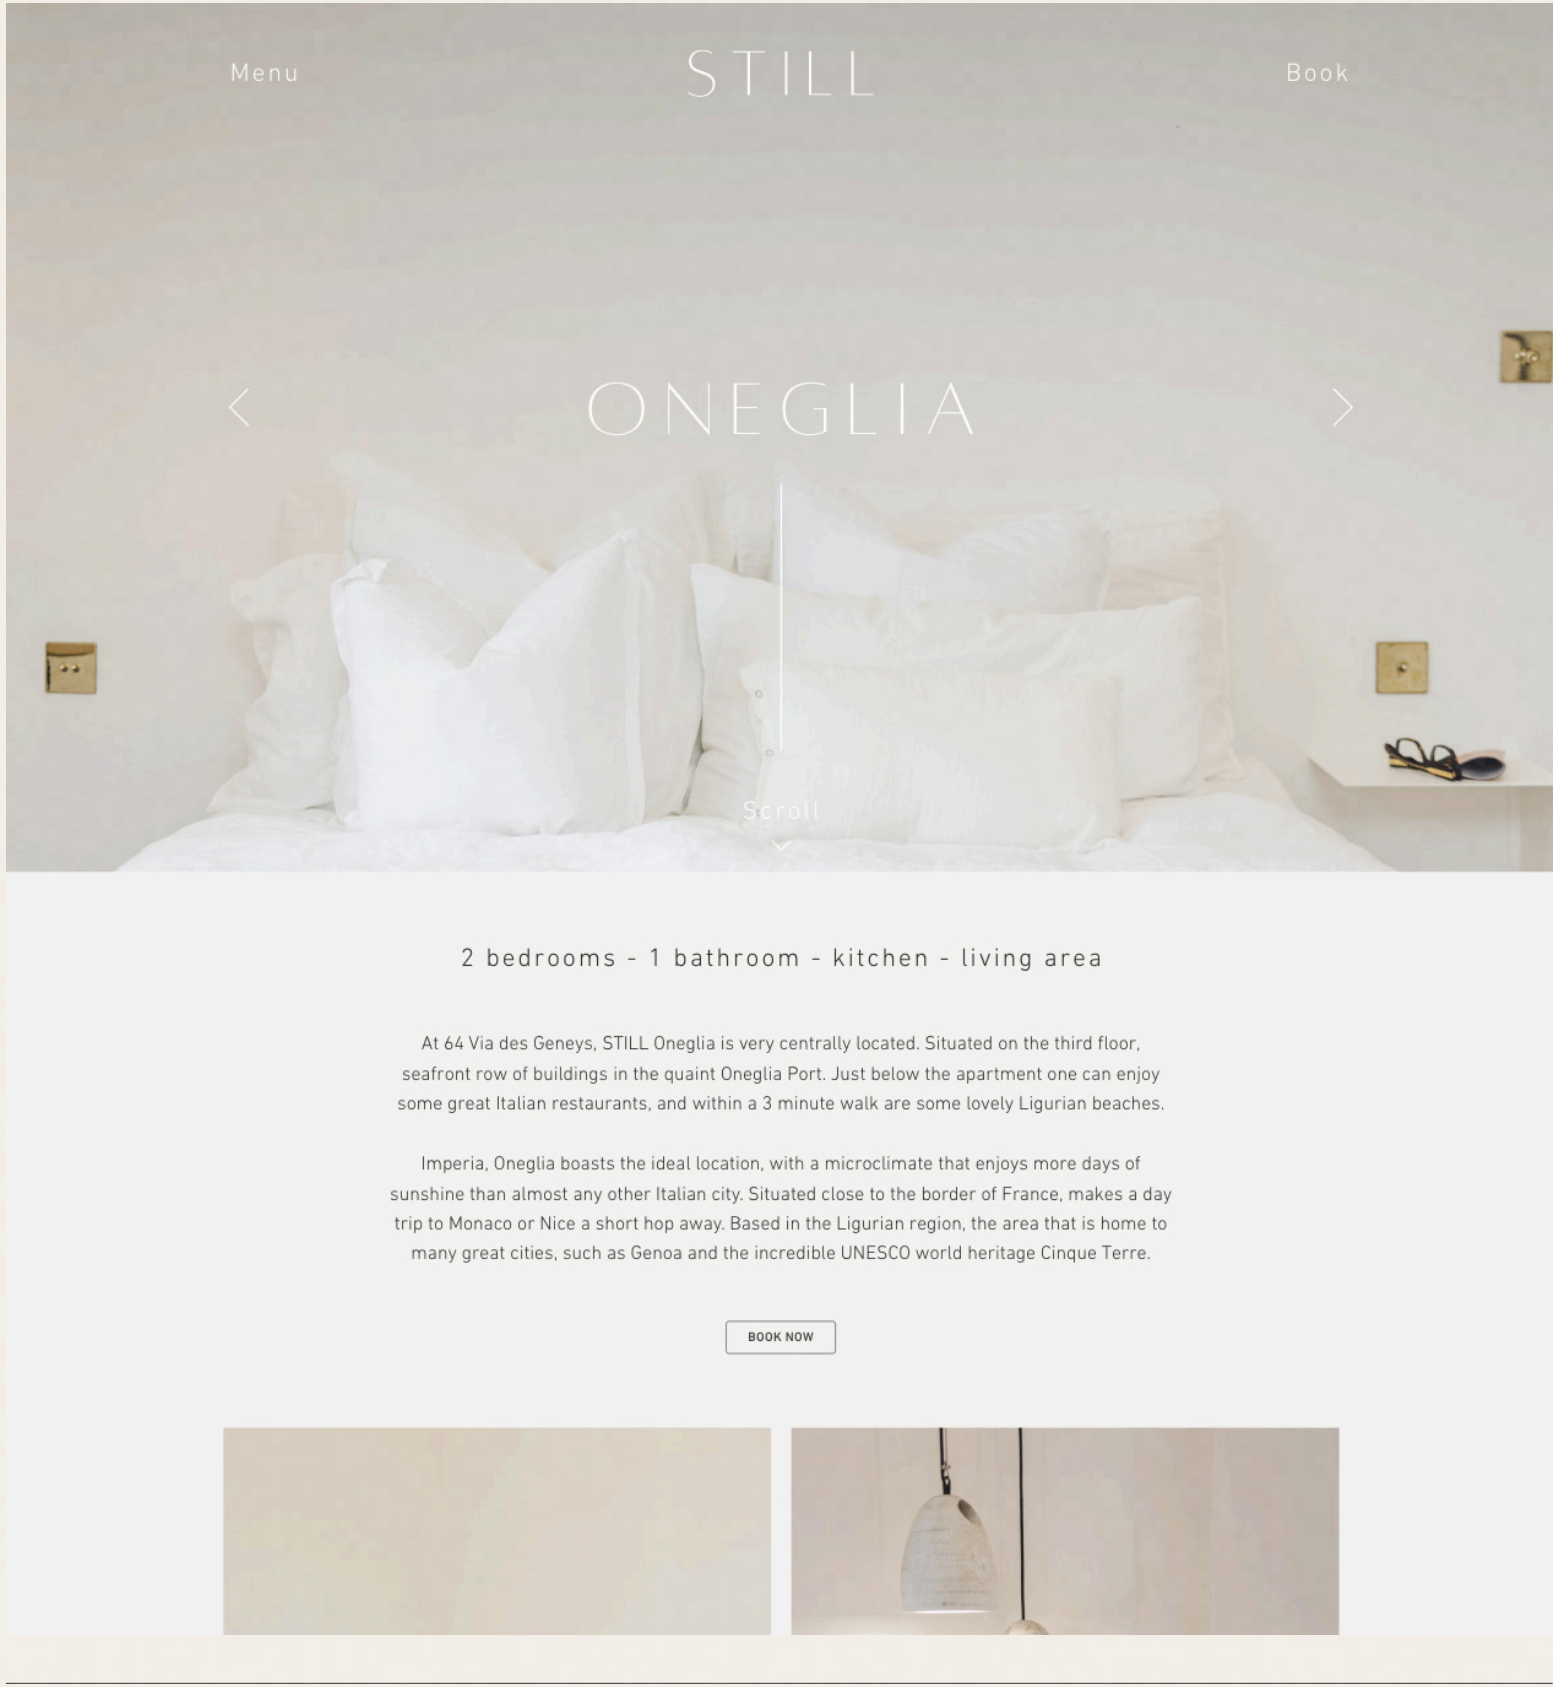 Menu
STILL
Book
ONEGLIA
Scroll
2 bedrooms - 1 bathroom - kitchen - living area
At 64 Via des Geneys, STILL Oneglia is very centrally located. Situated on the third floor,
seafront row of buildings in the quaint Oneglia Port. Just below the apartment one can enjoy
some great Italian restaurants, and within a 3 minute walk are some lovely Ligurian beaches.
Imperia, Oneglia boasts the ideal location, with a microclimate that enjoys more days of
sunshine than almost any other Italian city. Situated close to the border of France, makes a day
trip to Monaco or Nice a short hop away. Based in the Ligurian region, the area that is home to
many great cities, such as Genoa and the incredible UNESCO world heritage Cinque Terre.
BOOK NOW